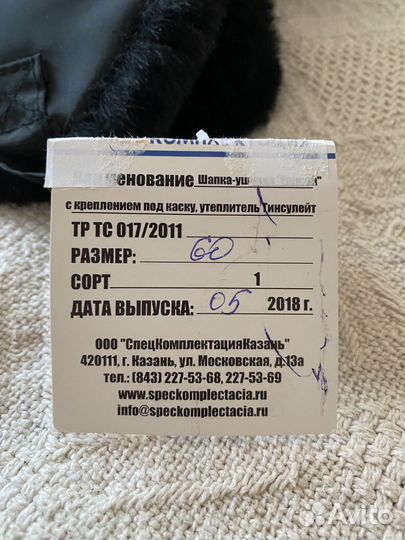 Наименование Шапка-
с креплением под каску, утеплитель Тинсулейт
ТР ТС 017/2011
РАЗМЕР: 60
СОРТ 1
ДАТА ВЫПУСКА: 05 2018 г.
ООО "СпецКомплектацияКазань"
420111, г. Казань, ул. Московская, д.13а
тел.: (843) 227-53-68, 227-53-69
www.speckomplectacia.ru
info@speckomplectacia.ru
Avito